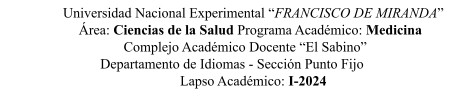 Universidad Nacional Experimental “FRANCISCO DE MIRANDA”
Área: Ciencias de la Salud Programa Académico: Medicina
Complejo Académico Docente “El Sabino”
Departamento de Idiomas - Sección Punto Fijo
Lapso Académico: I-2024